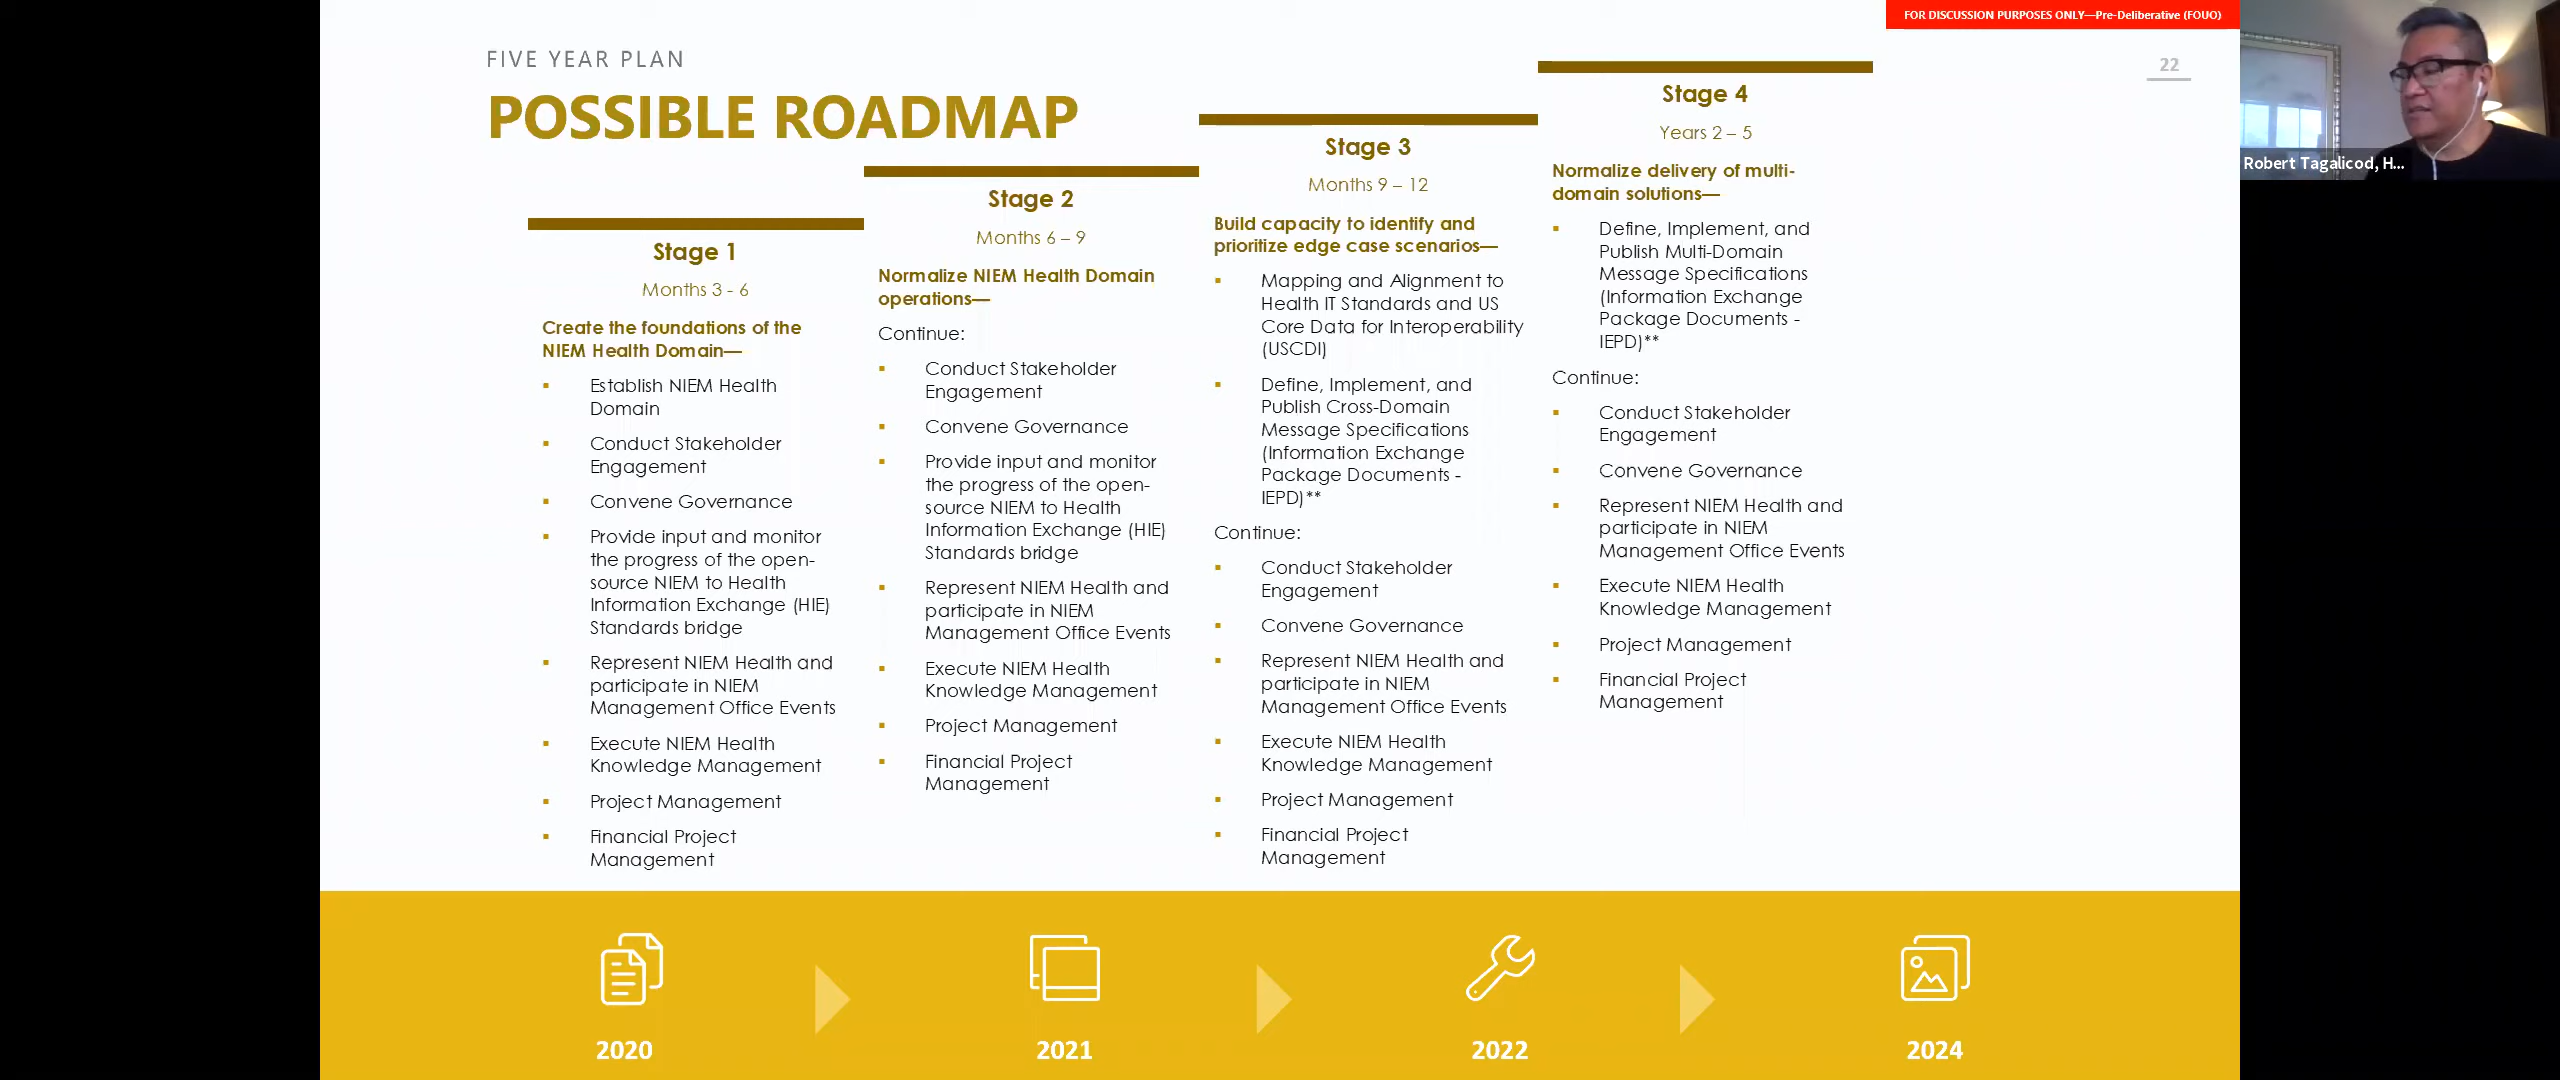 FOR DISCUSSION PURPOSES ONLY—Pre-Deliberative (FOUO)
22
FIVE YEAR PLAN
POSSIBLE ROADMAP
Stage 1
Months 3 - 6
Create the foundations of the
NIEM Health Domain—
▪ Establish NIEM Health
Domain
▪ Conduct Stakeholder
Engagement
▪ Convene Governance
▪ Provide input and monitor
the progress of the open-
source NIEM to Health
Information Exchange (HIE)
Standards bridge
▪ Represent NIEM Health and
participate in NIEM
Management Office Events
▪ Execute NIEM Health
Knowledge Management
▪ Project Management
▪ Financial Project
Management
Stage 2
Months 6 – 9
Normalize NIEM Health Domain
operations—
Continue:
▪ Conduct Stakeholder
Engagement
▪ Convene Governance
▪ Provide input and monitor
the progress of the open-
source NIEM to Health
Information Exchange (HIE)
Standards bridge
▪ Represent NIEM Health and
participate in NIEM
Management Office Events
▪ Execute NIEM Health
Knowledge Management
▪ Project Management
▪ Financial Project
Management
Stage 3
Months 9 – 12
Build capacity to identify and
prioritize edge case scenarios—
▪ Mapping and Alignment to
Health IT Standards and US
Core Data for Interoperability
(USCDI)
▪ Define, Implement, and
Publish Cross-Domain
Message Specifications
(Information Exchange
Package Documents -
IEPD)**
Continue:
▪ Conduct Stakeholder
Engagement
▪ Convene Governance
▪ Represent NIEM Health and
participate in NIEM
Management Office Events
▪ Execute NIEM Health
Knowledge Management
▪ Project Management
▪ Financial Project
Management
Stage 4
Years 2 – 5
Normalize delivery of multi-
domain solutions—
▪ Define, Implement, and
Publish Multi-Domain
Message Specifications
(Information Exchange
Package Documents -
IEPD)**
Continue:
▪ Conduct Stakeholder
Engagement
▪ Convene Governance
▪ Represent NIEM Health and
participate in NIEM
Management Office Events
▪ Execute NIEM Health
Knowledge Management
▪ Project Management
▪ Financial Project
Management
2020
2021
2022
2024
Robert Tagalicod, H...